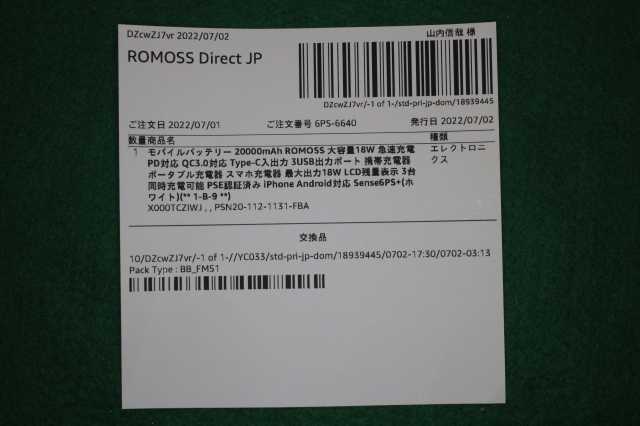 DZcwZJ7vr 2022/07/02
山内信哉 様
ROMOSS Direct JP
DZcwZJ7vr/-1 of 1-/std-pri-jp-dom/18939445
ご注文日 2022/07/01 ご注文番号 6PS-6640 発行日 2022/07/02
数量 商品名 種類
1 モバイルバッテリー 20000mAh ROMOSS 大容量18W 急速充電 エレクトロニ
PD対応 QC3.0対応 Type-C入出力 3USB出力ポート 携帯充電器 クス
ポータブル充電器 スマホ充電器 最大出力18W LCD残量表示 3台
同時充電可能 PSE認証済み iPhone Android対応 Sense6PS+(ホ
ワイト)(** 1-B-9 **)
X000TCZIWJ , , PSN20-112-1131-FBA
交換品
10/DZcwZJ7vr/-1 of 1-//YC033/std-pri-jp-dom/18939445/0702-17:30/0702-03:13
Pack Type : BB_FM51